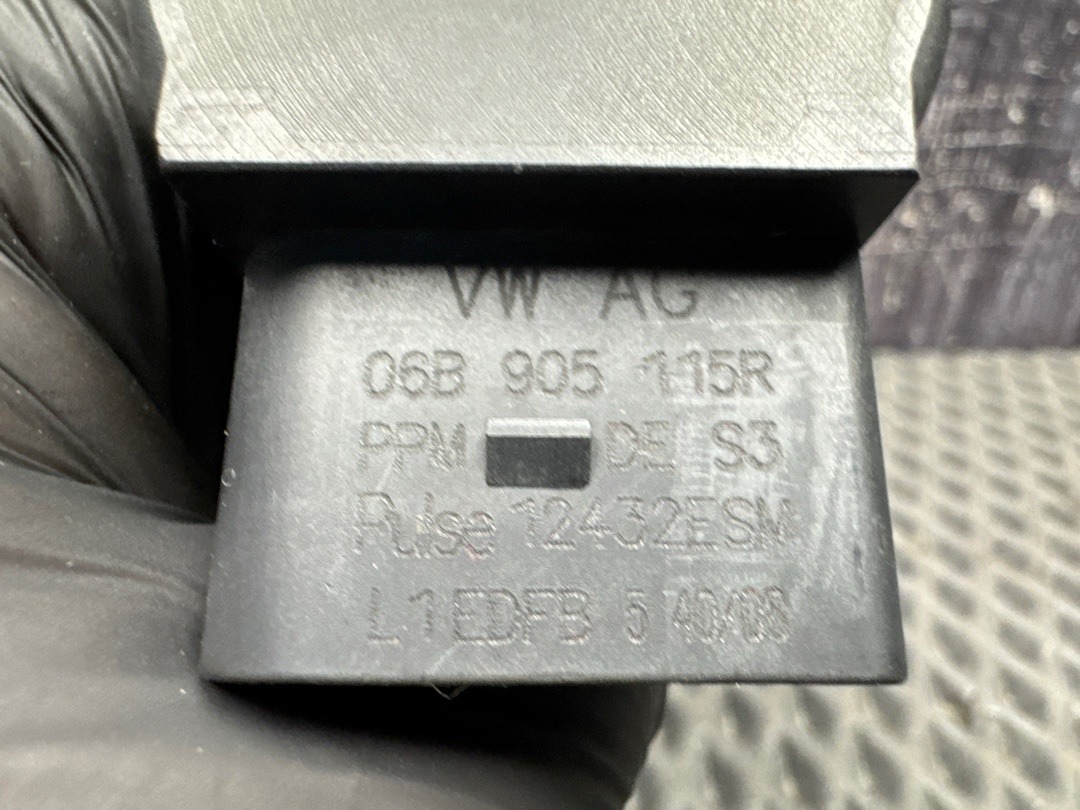 VW AG
06B 905 115R
PPM DE S3
Pulse 12432ESM
L1EDFB 5 40/08